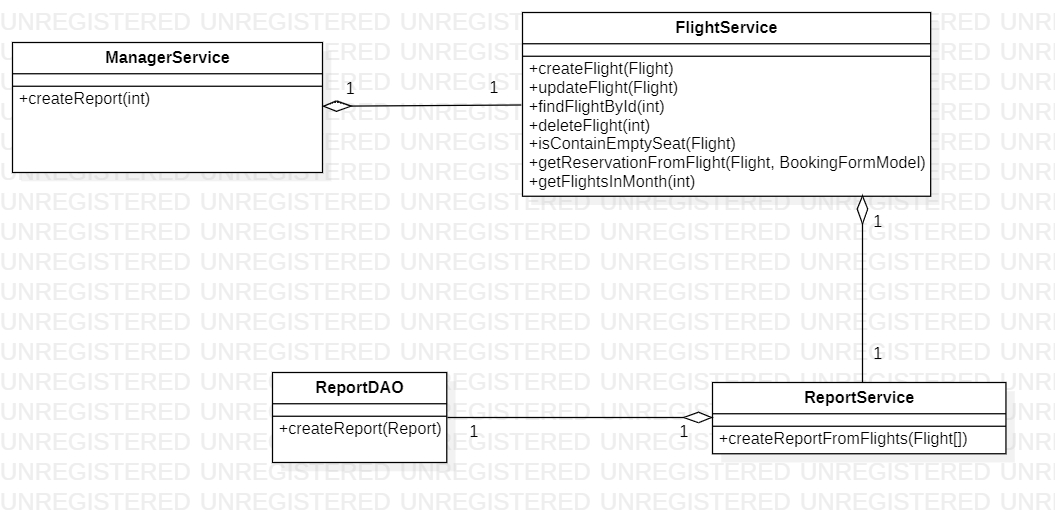 ManagerService
+createReport(int)
1
1
FlightService
+createFlight(Flight)
+updateFlight(Flight)
+findFlightById(int)
+deleteFlight(int)
+isContainEmptySeat(Flight)
+getReservationFromFlight(Flight, BookingFormModel)
+getFlightsInMonth(int)
1
1
ReportDAO
+createReport(Report)
1
1
ReportService
+createReportFromFlights(Flight[])
UNREGISTERED UNREGISTERED UNREGISTERED UNREGISTERED UNREGISTERED UNRE